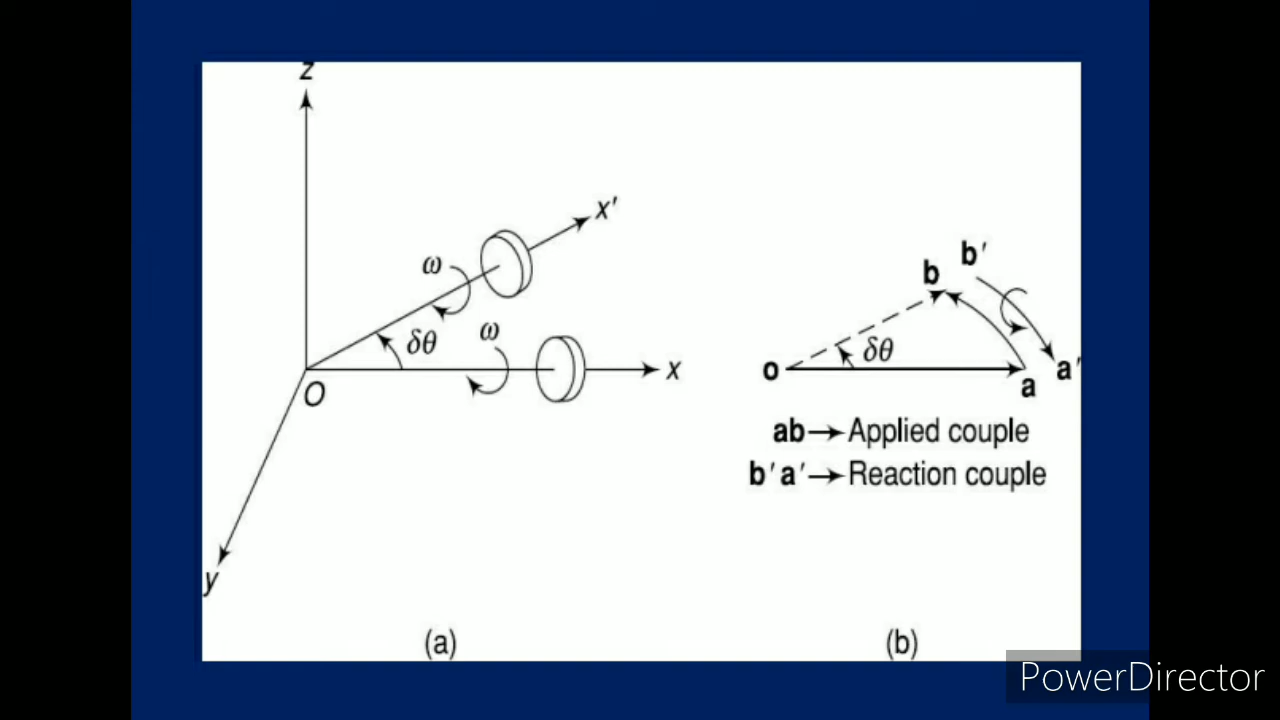 z
x′
ω
δθ
ω
x
O
y
(a)
b
b′
δθ
o
a
a′
ab→Applied couple
b′a′→Reaction couple
(b)
PowerDirector